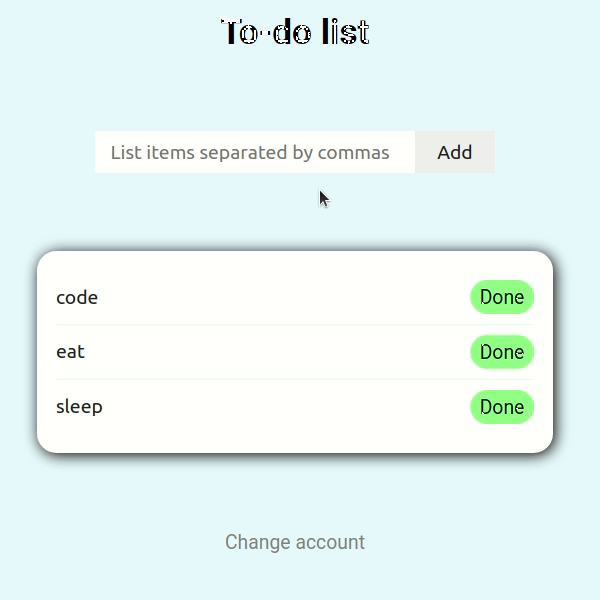 To-do list
List items separated by commas Add
code Done
eat Done
sleep Done
Change account